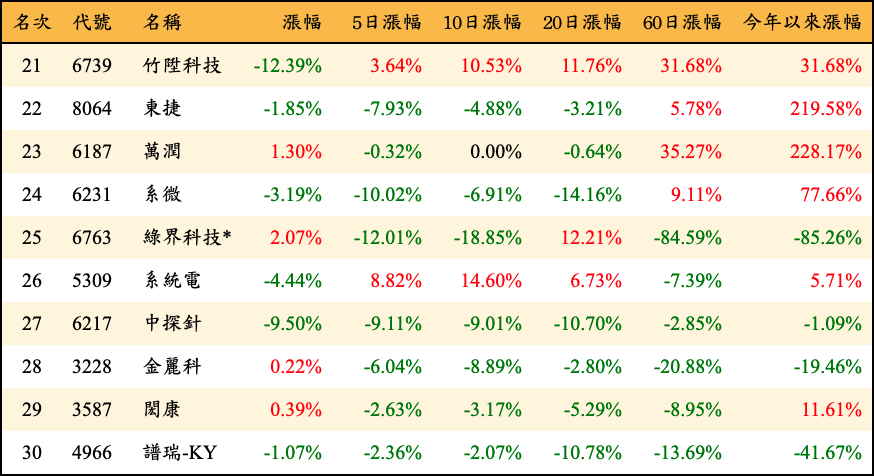 名次 代號 名稱 漲幅 5日漲幅 10日漲幅 20日漲幅 60日漲幅 今年以來漲幅
21 6739 竹陞科技 -12.39% 3.64% 10.53% 11.76% 31.68% 31.68%
22 8064 東捷 -1.85% -7.93% -4.88% -3.21% 5.78% 219.58%
23 6187 萬潤 1.30% -0.32% 0.00% -0.64% 35.27% 228.17%
24 6231 系微 -3.19% -10.02% -6.91% -14.16% 9.11% 77.66%
25 6763 綠界科技* 2.07% -12.01% -18.85% 12.21% -84.59% -85.26%
26 5309 系統電 -4.44% 8.82% 14.60% 6.73% -7.39% 5.71%
27 6217 中探針 -9.50% -9.11% -9.01% -10.70% -2.85% -1.09%
28 3228 金麗科 0.22% -6.04% -8.89% -2.80% -20.88% -19.46%
29 3587 閎康 0.39% -2.63% -3.17% -5.29% -8.95% 11.61%
30 4966 譜瑞-KY -1.07% -2.36% -2.07% -10.78% -13.69% -41.67%